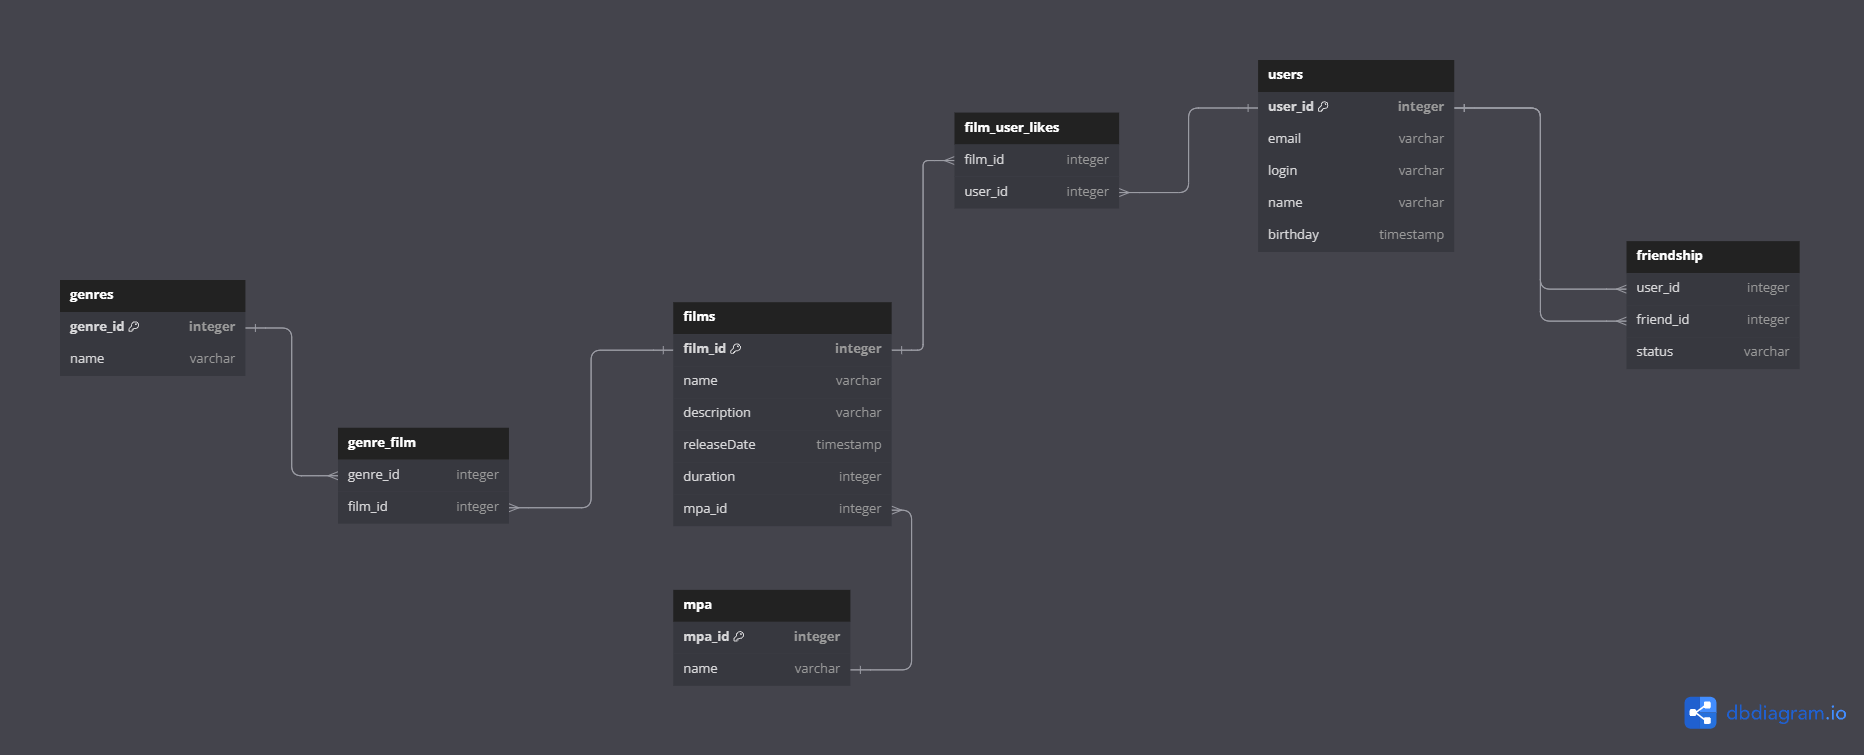 genres
genre_id integer
name varchar
genre_film
genre_id integer
film_id integer
films
film_id integer
name varchar
description varchar
releaseDate timestamp
duration integer
mpa_id integer
mpa
mpa_id integer
name varchar
film_user_likes
film_id integer
user_id integer
users
user_id integer
email varchar
login varchar
name varchar
birthday timestamp
friendship
user_id integer
friend_id integer
status varchar
dbdiagram.io